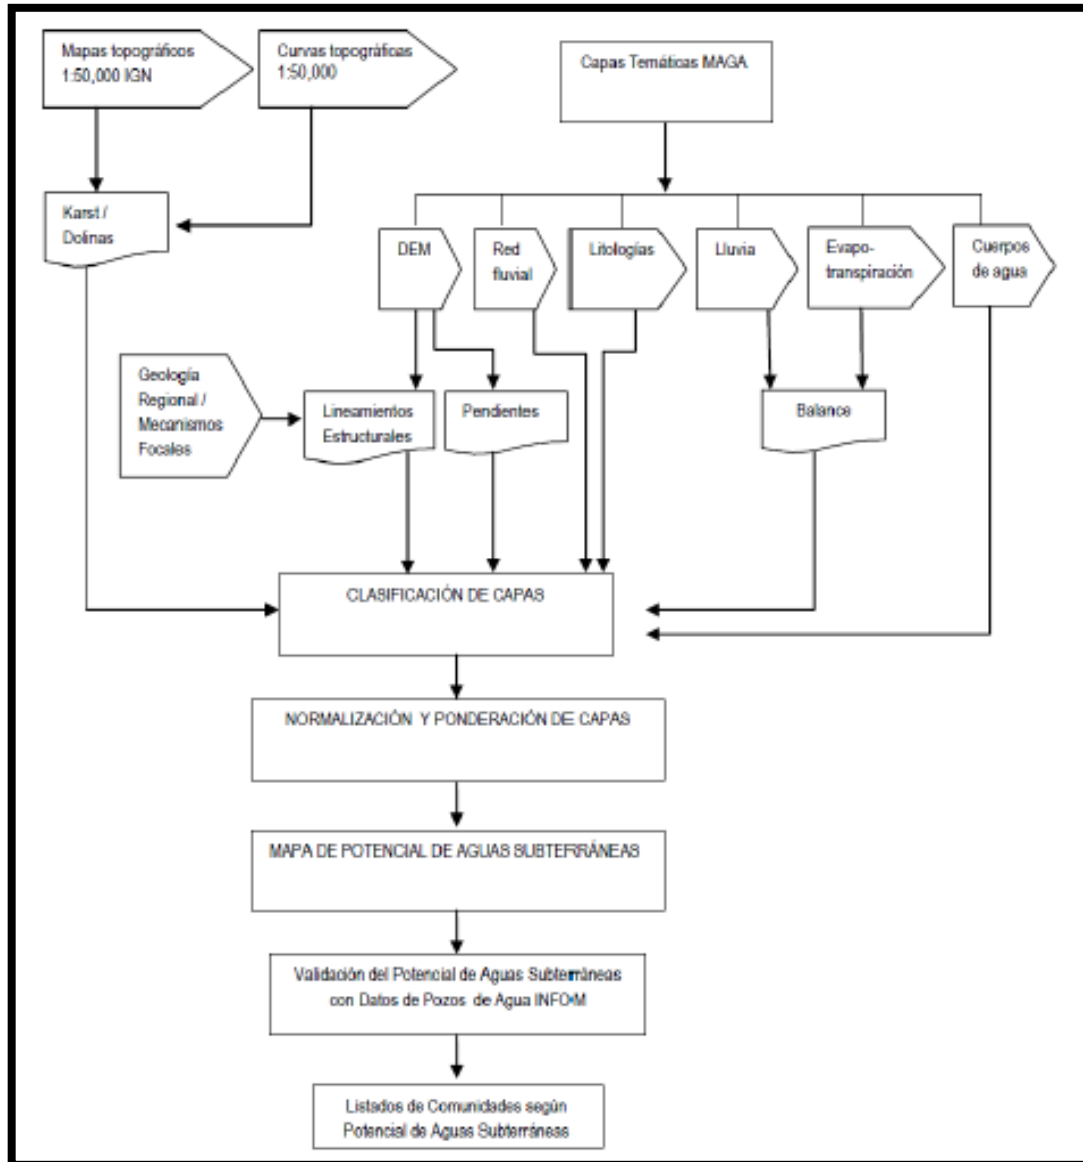 Mapas topográficos
1:50,000 IGN
Curvas topográficas
1:50,000
Capas Temáticas MAGA
Karst /
Dolinas
DEM
Red
fluvial
Litologías
Lluvia
Evapo-
transpiración
Cuerpos
de agua
Geología
Regional /
Mecanismos
Focales
Lineamientos
Estructurales
Pendientes
Balance
CLASIFICACIÓN DE CAPAS
NORMALIZACIÓN Y PONDERACIÓN DE CAPAS
MAPA DE POTENCIAL DE AGUAS SUBTERRÁNEAS
Validación del Potencial de Aguas Subterráneas
con Datos de Pozos de Agua INFOM
Listados de Comunidades según
Potencial de Aguas Subterráneas